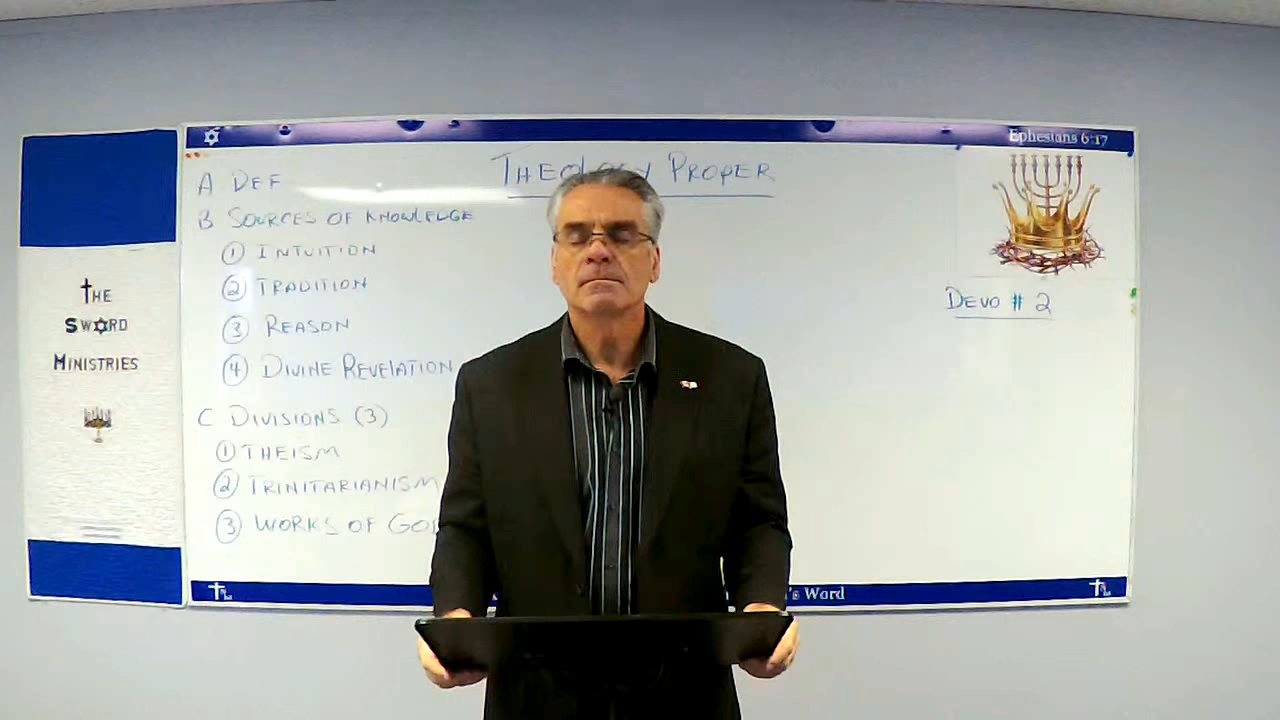 Ephesians 6:17
THEOLOGY PROPER
A DEF
B SOURCES OF KNOWLEDGE
① INTUITION
② TRADITION
③ REASON
④ DIVINE REVELATION
C DIVISIONS (3)
① THEISM
② TRINITARIANISM
③ WORKS OF GOD
DEVO # 2
THE
SWORD
MINISTRIES
's Word